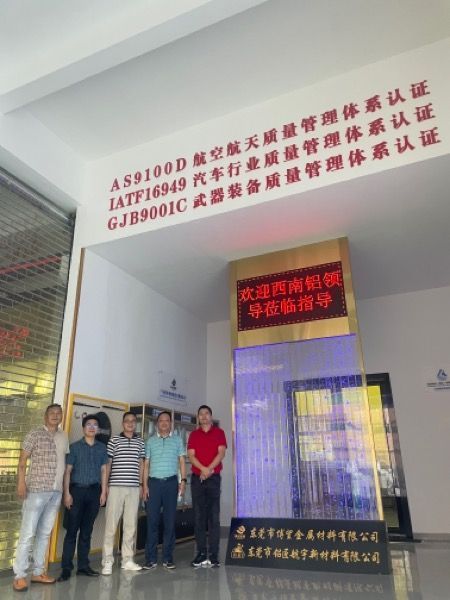 AS9100D 航空航天质量管理体系认证
IATF16949 汽车行业质量管理体系认证
GJB9001C 武器装备质量管理体系认证
欢迎西南铝领
导莅临指导
东莞市博贸金属材料有限公司
东莞市铝医航宇新材料有限公司